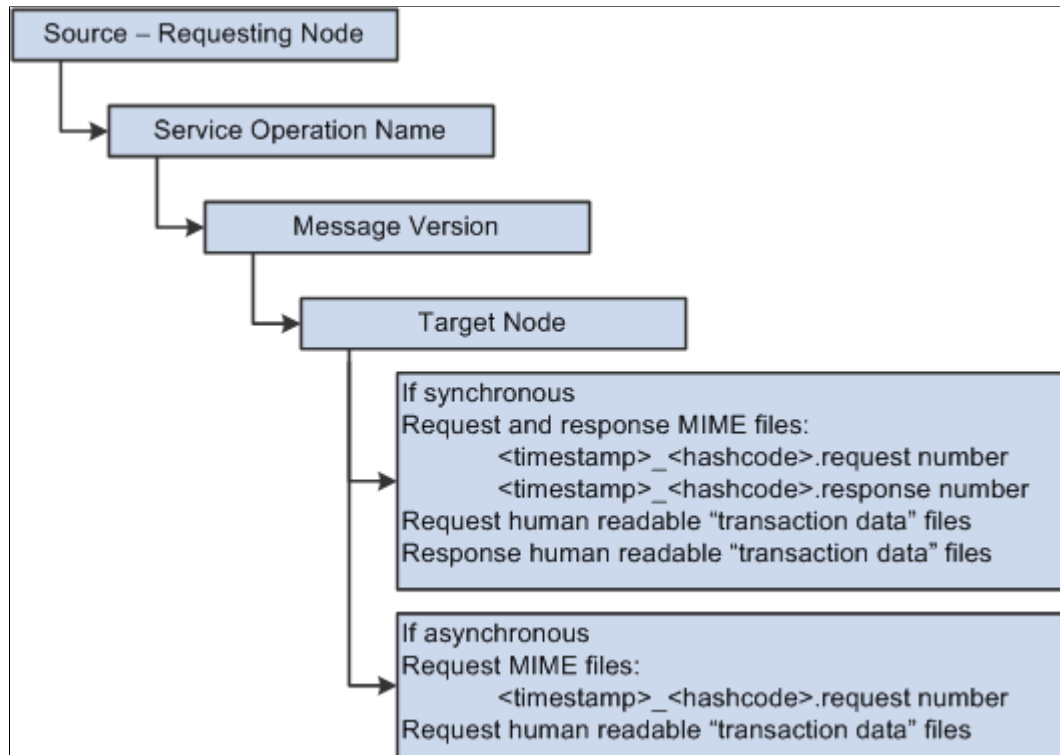 Source – Requesting Node
Service Operation Name
Message Version
Target Node
If synchronous
Request and response MIME files:
<timestamp>_<hashcode>.request number
<timestamp>_<hashcode>.response number
Request human readable “transaction data” files
Response human readable “transaction data” files
If asynchronous
Request MIME files:
<timestamp>_<hashcode>.request number
Request human readable “transaction data” files